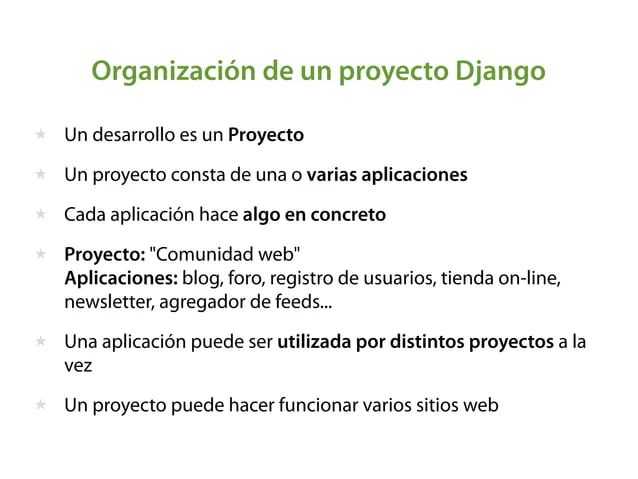 Organización de un proyecto Django
Un desarrollo es un Proyecto
Un proyecto consta de una o varias aplicaciones
Cada aplicación hace algo en concreto
Proyecto: "Comunidad web"
Aplicaciones: blog, foro, registro de usuarios, tienda on-line,
newsletter, agregador de feeds...
Una aplicación puede ser utilizada por distintos proyectos a la
vez
Un proyecto puede hacer funcionar varios sitios web